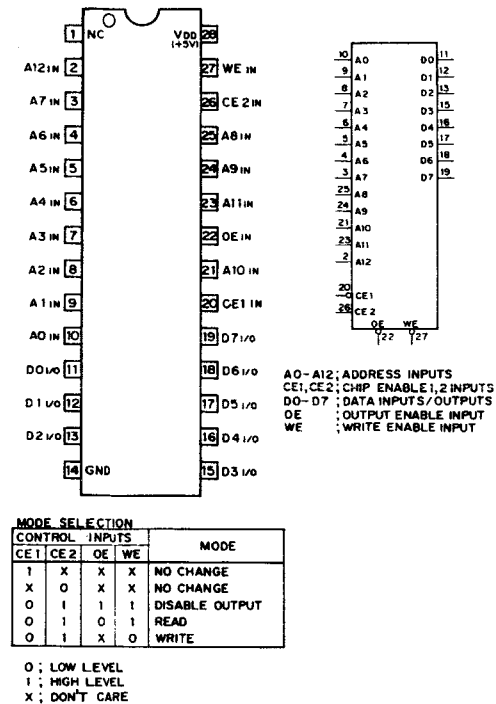 1 NC VDD 28
(+5V)
A12 IN 2 27 WE IN
A7 IN 3 26 CE 2 IN
A6 IN 4 25 A8 IN
A5 IN 5 24 A9 IN
A4 IN 6 23 A11 IN
A3 IN 7 22 OE IN
A2 IN 8 21 A10 IN
A1 IN 9 20 CE1 IN
A0 IN 10 19 D7 I/O
D0 I/O 11 18 D6 I/O
D1 I/O 12 17 D5 I/O
D2 I/O 13 16 D4 I/O
14 GND 15 D3 I/O
10 A0 D0 11
9 A1 D1 12
8 A2 D2 13
7 A3 D3 15
6 A4 D4 16
5 A5 D5 17
4 A6 D6 18
3 A7 D7 19
25 A8
24 A9
21 A10
23 A11
2 A12
20 CE1
26 CE2
OE WE
22 27
A0-A12; ADDRESS INPUTS
CE1, CE2; CHIP ENABLE 1, 2 INPUTS
D0-D7; DATA INPUTS/OUTPUTS
OE ; OUTPUT ENABLE INPUT
WE ; WRITE ENABLE INPUT
MODE SELECTION
CONTROL INPUTS MODE
CE1 CE2 OE WE
1 X X X NO CHANGE
X 0 X X NO CHANGE
0 1 1 1 DISABLE OUTPUT
0 1 0 1 READ
0 1 X 0 WRITE
0 ; LOW LEVEL
1 ; HIGH LEVEL
X ; DON'T CARE